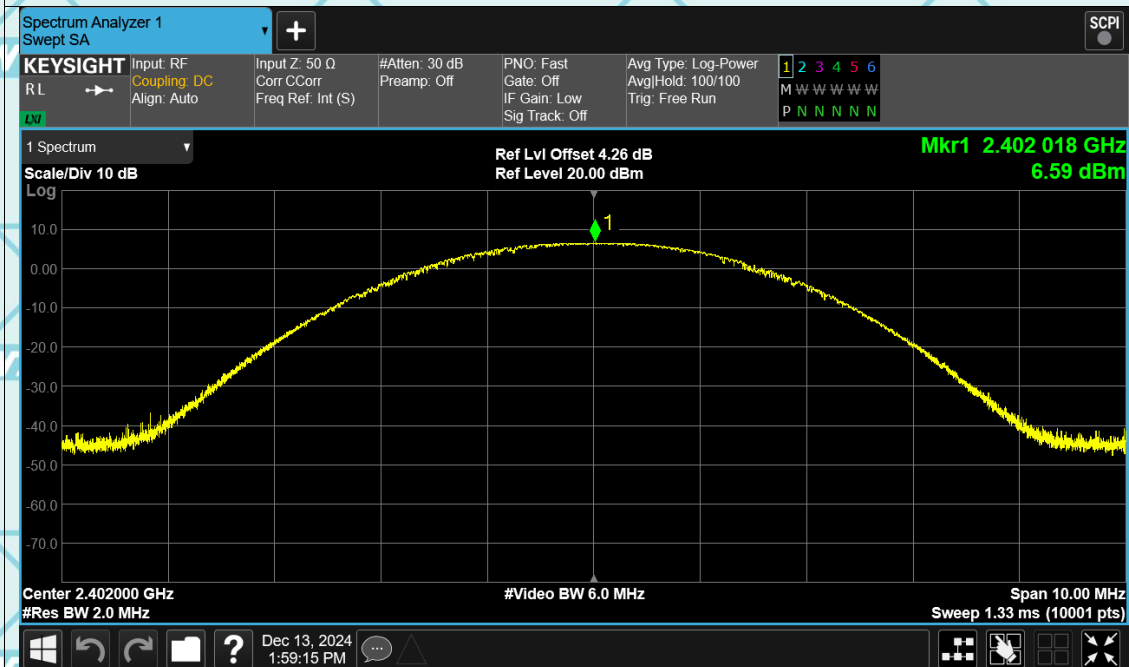 Spectrum Analyzer 1
Swept SA
+
SCPI
KEYSIGHT
RL
LXI
Input: RF
Coupling: DC
Align: Auto
Input Z: 50 Ω
Corr CCorr
Freq Ref: Int (S)
#Atten: 30 dB
Preamp: Off
PNO: Fast
Gate: Off
IF Gain: Low
Sig Track: Off
Avg Type: Log-Power
Avg|Hold: 100/100
Trig: Free Run
1 2 3 4 5 6
M W W W W W
P N N N N N
1 Spectrum
Scale/Div 10 dB
Log
Ref Lvl Offset 4.26 dB
Ref Level 20.00 dBm
Mkr1 2.402 018 GHz
6.59 dBm
1
10.0
0.00
-10.0
-20.0
-30.0
-40.0
-50.0
-60.0
-70.0
Center 2.402000 GHz
#Video BW 6.0 MHz
Span 10.00 MHz
#Res BW 2.0 MHz
Sweep 1.33 ms (10001 pts)
?
Dec 13, 2024
1:59:15 PM